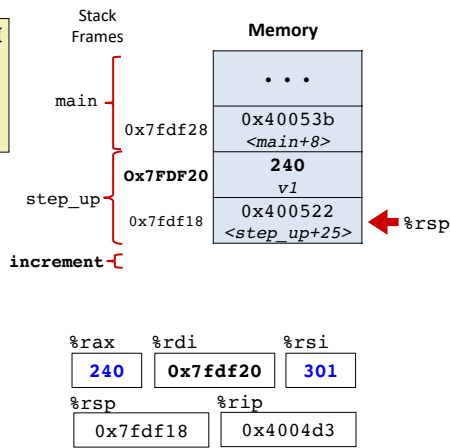 Stack
Frames
Memory
• • •
main
0x7fdf28
0x40053b
<main+8>
0x7FDF20
240
v1
step_up
0x7fdf18
0x400522
<step_up+25>
%rsp
increment
%rax
%rdi
%rsi
240
0x7fdf20
301
%rsp
%rip
0x7fdf18
0x4004d3